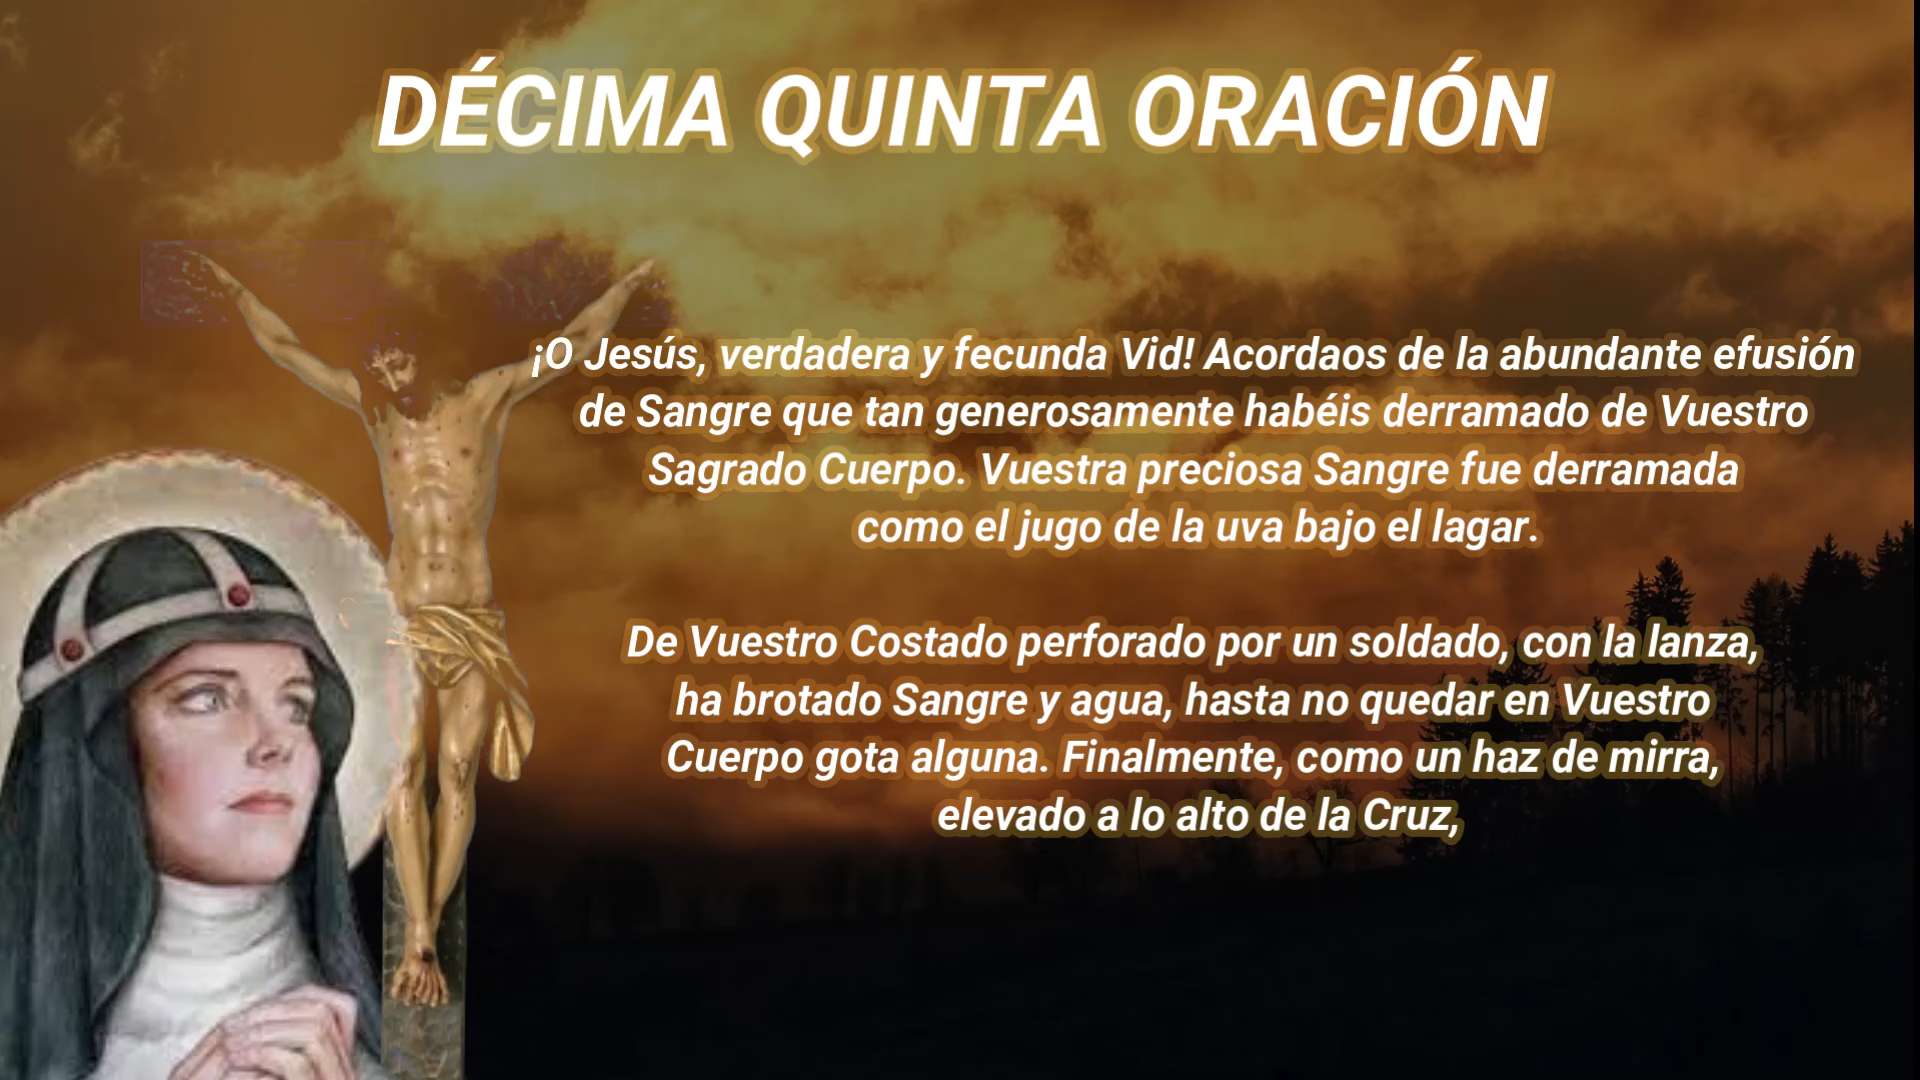 DÉCIMA QUINTA ORACIÓN
¡O Jesús, verdadera y fecunda Vid! Acordaos de la abundante efusión
de Sangre que tan generosamente habéis derramado de Vuestro
Sagrado Cuerpo. Vuestra preciosa Sangre fue derramada
como el jugo de la uva bajo el lagar.
De Vuestro Costado perforado por un soldado, con la lanza,
ha brotado Sangre y agua, hasta no quedar en Vuestro
Cuerpo gota alguna. Finalmente, como un haz de mirra,
elevado a lo alto de la Cruz,